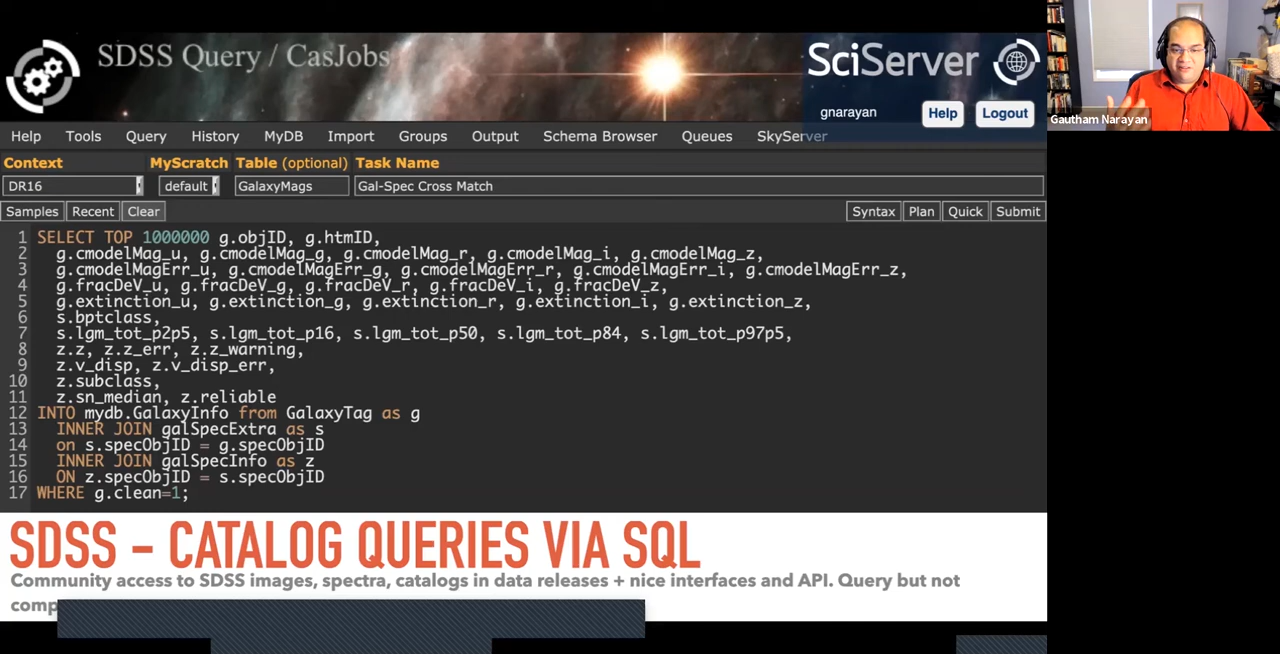 SDSS Query / CasJobs
SciServer
gnarayan
Help
Logout
Gautham Narayan
Help Tools Query History MyDB Import Groups Output Schema Browser Queues SkyServer
Context MyScratch Table (optional) Task Name
DR16 default GalaxyMags Gal-Spec Cross Match
Samples Recent Clear Syntax Plan Quick Submit
1 SELECT TOP 1000000 g.objID, g.htmID,
2 g.cmodelMag_u, g.cmodelMag_g, g.cmodelMag_r, g.cmodelMag_i, g.cmodelMag_z,
3 g.cmodelMagErr_u, g.cmodelMagErr_g, g.cmodelMagErr_r, g.cmodelMagErr_i, g.cmodelMagErr_z,
4 g.fracDeV_u, g.fracDeV_g, g.fracDeV_r, g.fracDeV_i, g.fracDeV_z,
5 g.extinction_u, g.extinction_g, g.extinction_r, g.extinction_i, g.extinction_z,
6 s.bptclass,
7 s.lgm_tot_p2p5, s.lgm_tot_p16, s.lgm_tot_p50, s.lgm_tot_p84, s.lgm_tot_p97p5,
8 z.z, z.z_err, z.z_warning,
9 z.v_disp, z.v_disp_err,
10 z.subclass,
11 z.sn_median, z.reliable
12 INTO mydb.GalaxyInfo from GalaxyTag as g
13 INNER JOIN galSpecExtra as s
14 on s.specObjID = g.specObjID
15 INNER JOIN galSpecInfo as z
16 ON z.specObjID = s.specObjID
17 WHERE g.clean=1;
SDSS – CATALOG QUERIES VIA SQL
Community access to SDSS images, spectra, catalogs in data releases + nice interfaces and API. Query but not